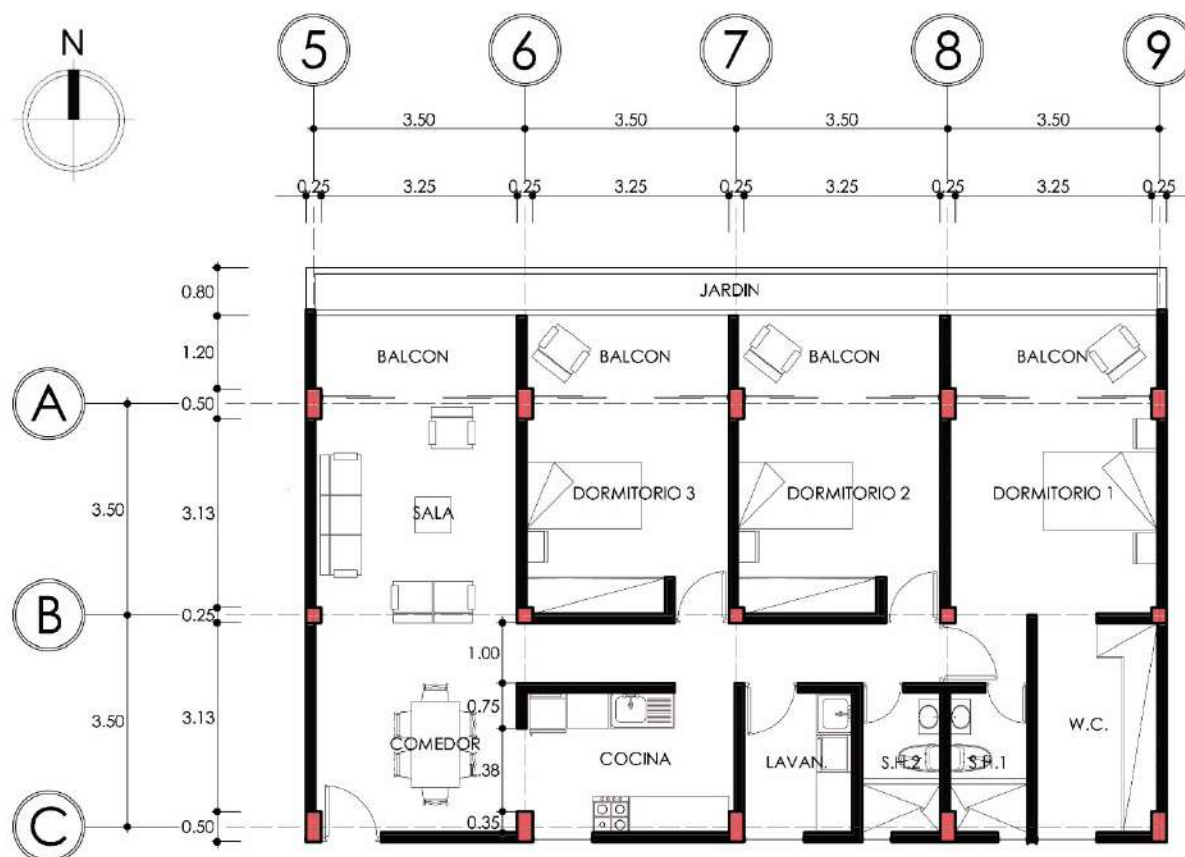 N
5 6 7 8 9
3.50 3.50 3.50 3.50
0.25 3.25 0.25 3.25 0.25 3.25 0.25 3.25 0.25
0.80
JARDIN
1.20
BALCON BALCON BALCON BALCON
A
0.50
3.50
3.13
SALA
DORMITORIO 3
DORMITORIO 2
DORMITORIO 1
B
0.25
1.00
3.50
3.13
0.75
COMEDOR
1.38
COCINA
LAVAN.
S.H.2
S.H.1
W.C.
C
0.50
0.35